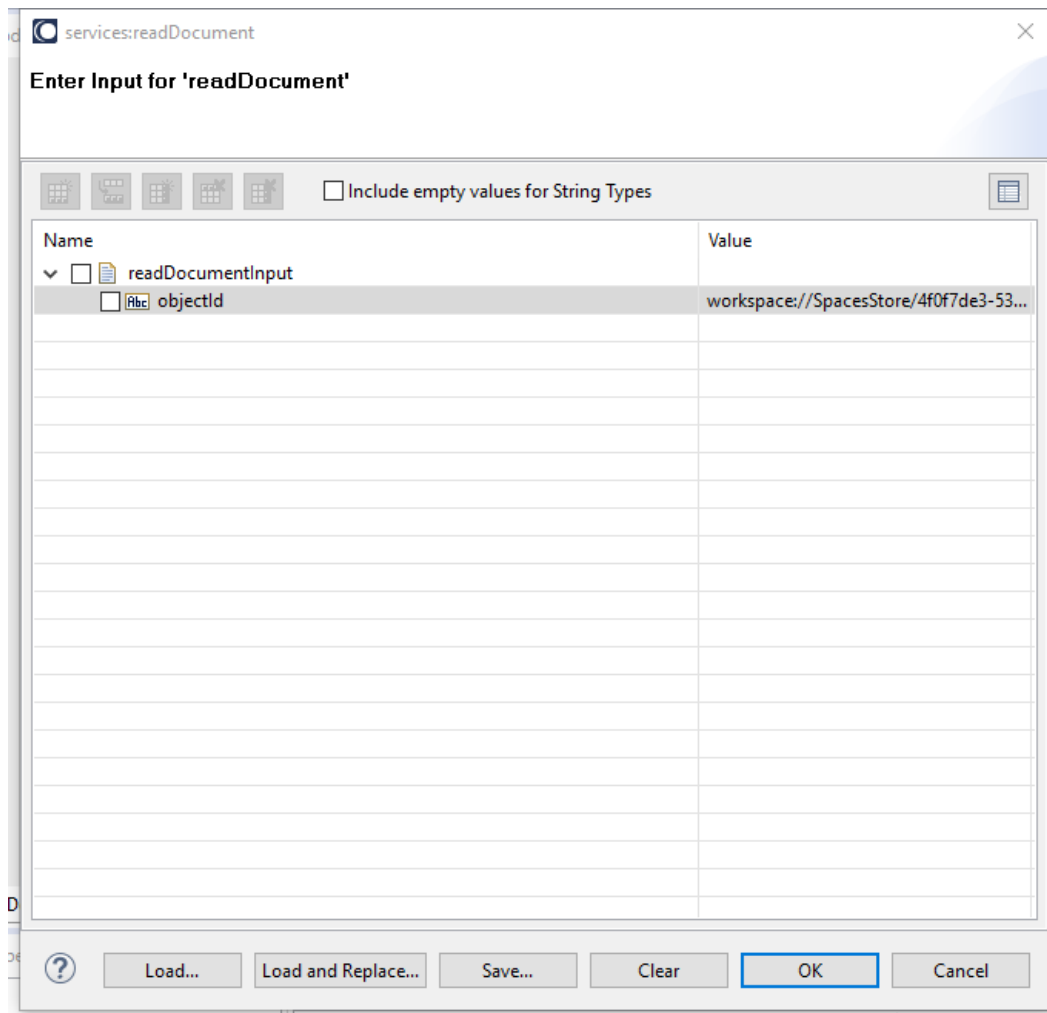 services:readDocument
Enter Input for 'readDocument'
Include empty values for String Types
Name Value
readDocumentInput
Abc objectId workspace://SpacesStore/4f0f7de3-53...
?
Load... Load and Replace... Save... Clear OK Cancel